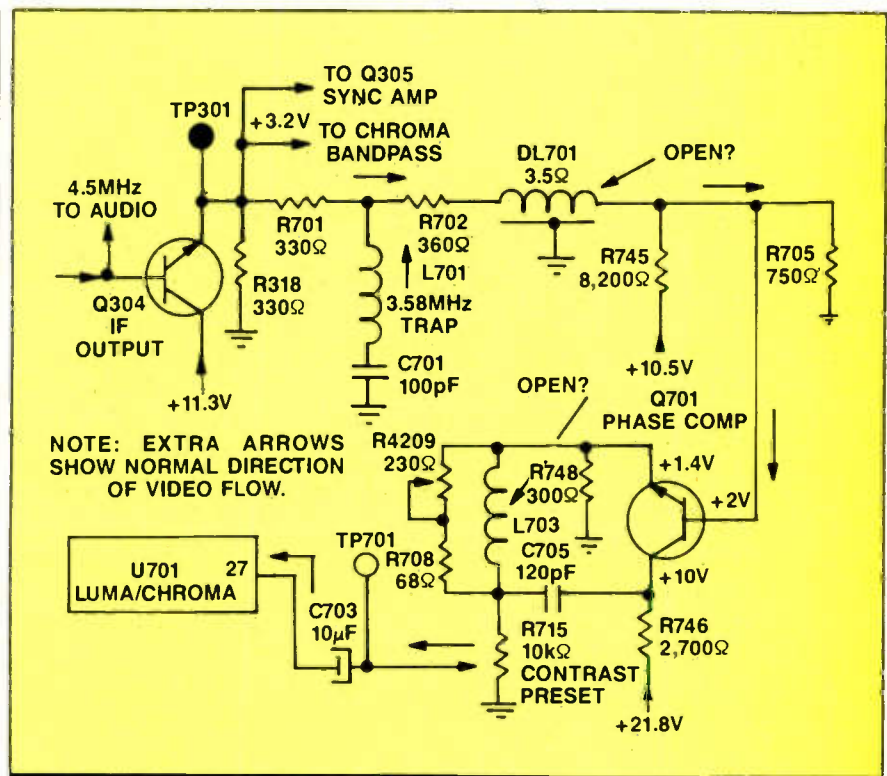 TO Q305
SYNC AMP
TP301
+3.2V
TO CHROMA
BANDPASS
DL701
3.5Ω
OPEN?
4.5MHz
TO AUDIO
R701
330Ω
R702
360Ω
R745
8,200Ω
R705
750Ω
Q304
IF
OUTPUT
R318
330Ω
L701
3.58MHz
TRAP
+11.3V
C701
100pF
+10.5V
OPEN?
Q701
PHASE COMP
NOTE: EXTRA ARROWS
SHOW NORMAL DIRECTION
OF VIDEO FLOW.
R4209
230Ω
R748
300Ω
+1.4V
+2V
L703
TP701
R708
68Ω
C705
120pF
+10V
U701
LUMA/CHROMA
27
C703
10µF
R715
10kΩ
CONTRAST
PRESET
R746
2,700Ω
+21.8V